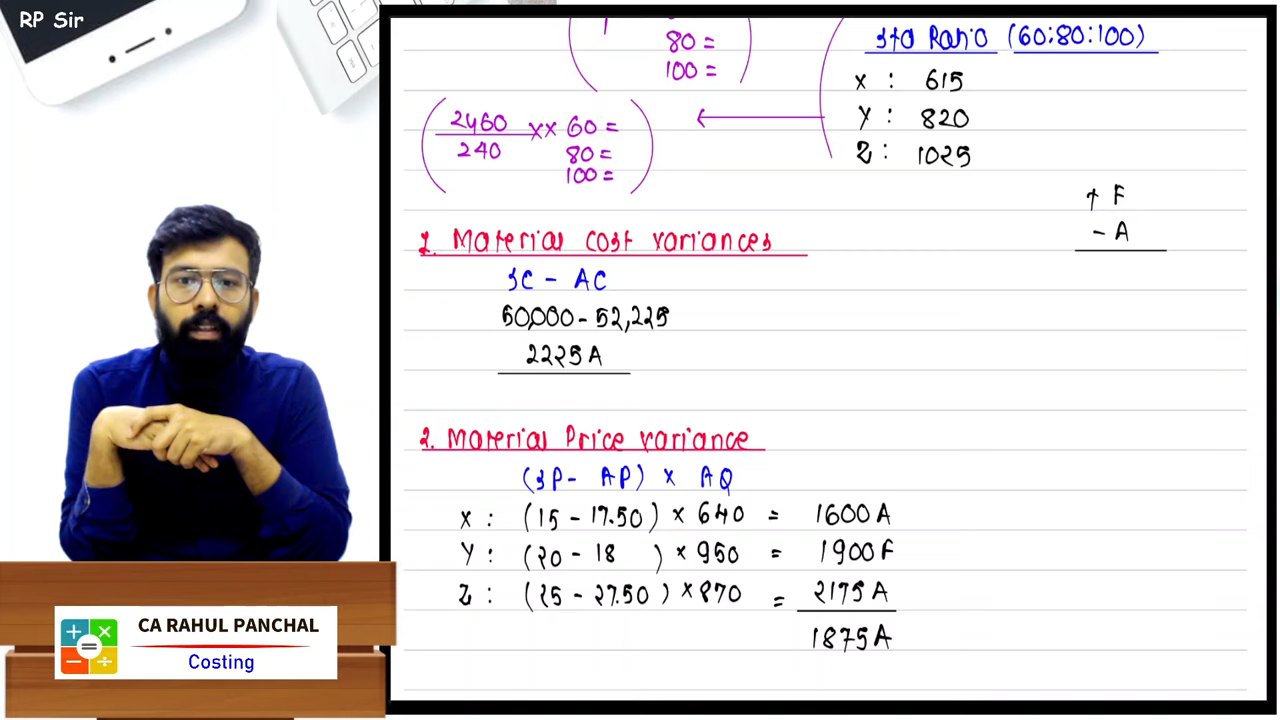 RP Sir
80 =
100 =
2460 ×× 60 =
240 80 =
100 =
Std Ratio (60:80:100)
X : 615
Y : 820
Z : 1025
+ F
- A
1. Material Cost variances
SC - AC
50,000 - 52,225
2225 A
2. Material Price variance
(SP - AP) × AQ
X : (15 - 17.50) × 640 = 1600 A
Y : (20 - 18 ) × 950 = 1900 F
Z : (25 - 27.50) × 870 = 2175 A
1875 A
CA RAHUL PANCHAL
Costing